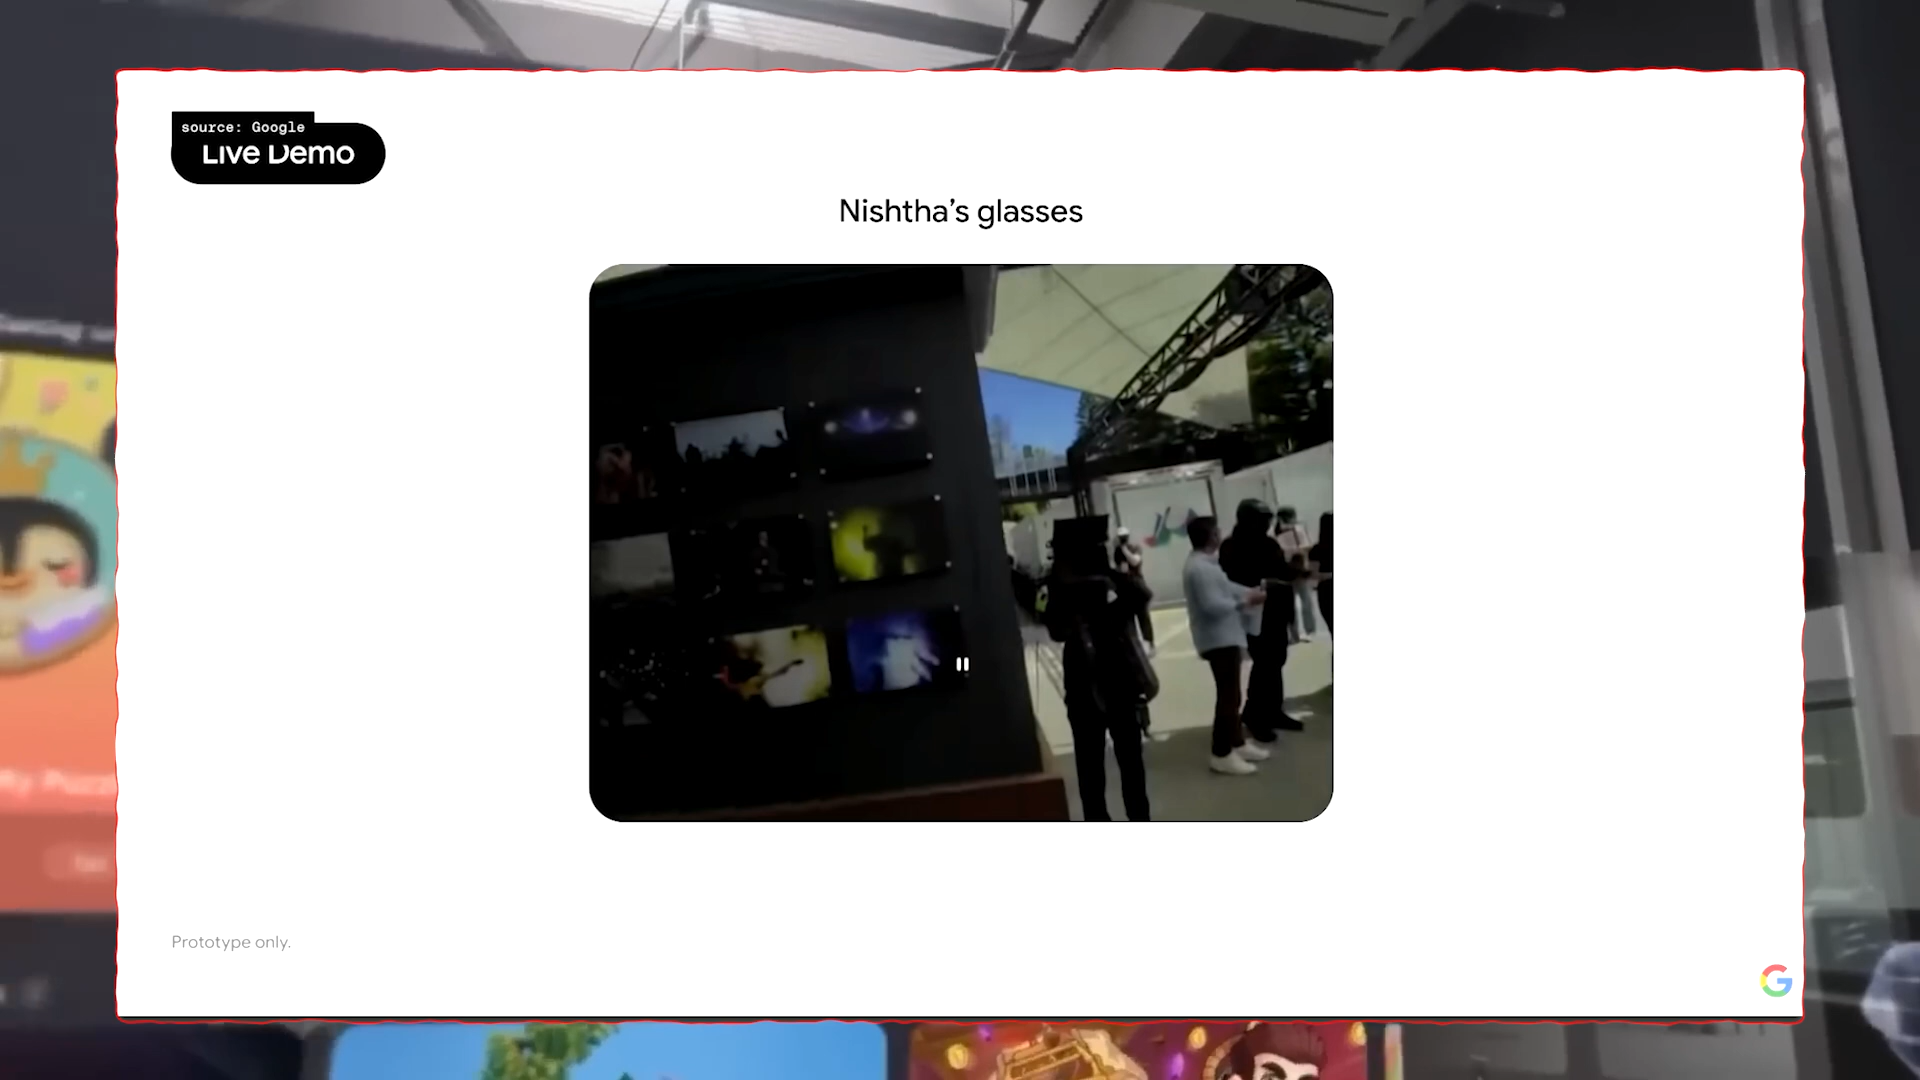 source: Google
Live Demo
Nishtha's glasses
Prototype only.